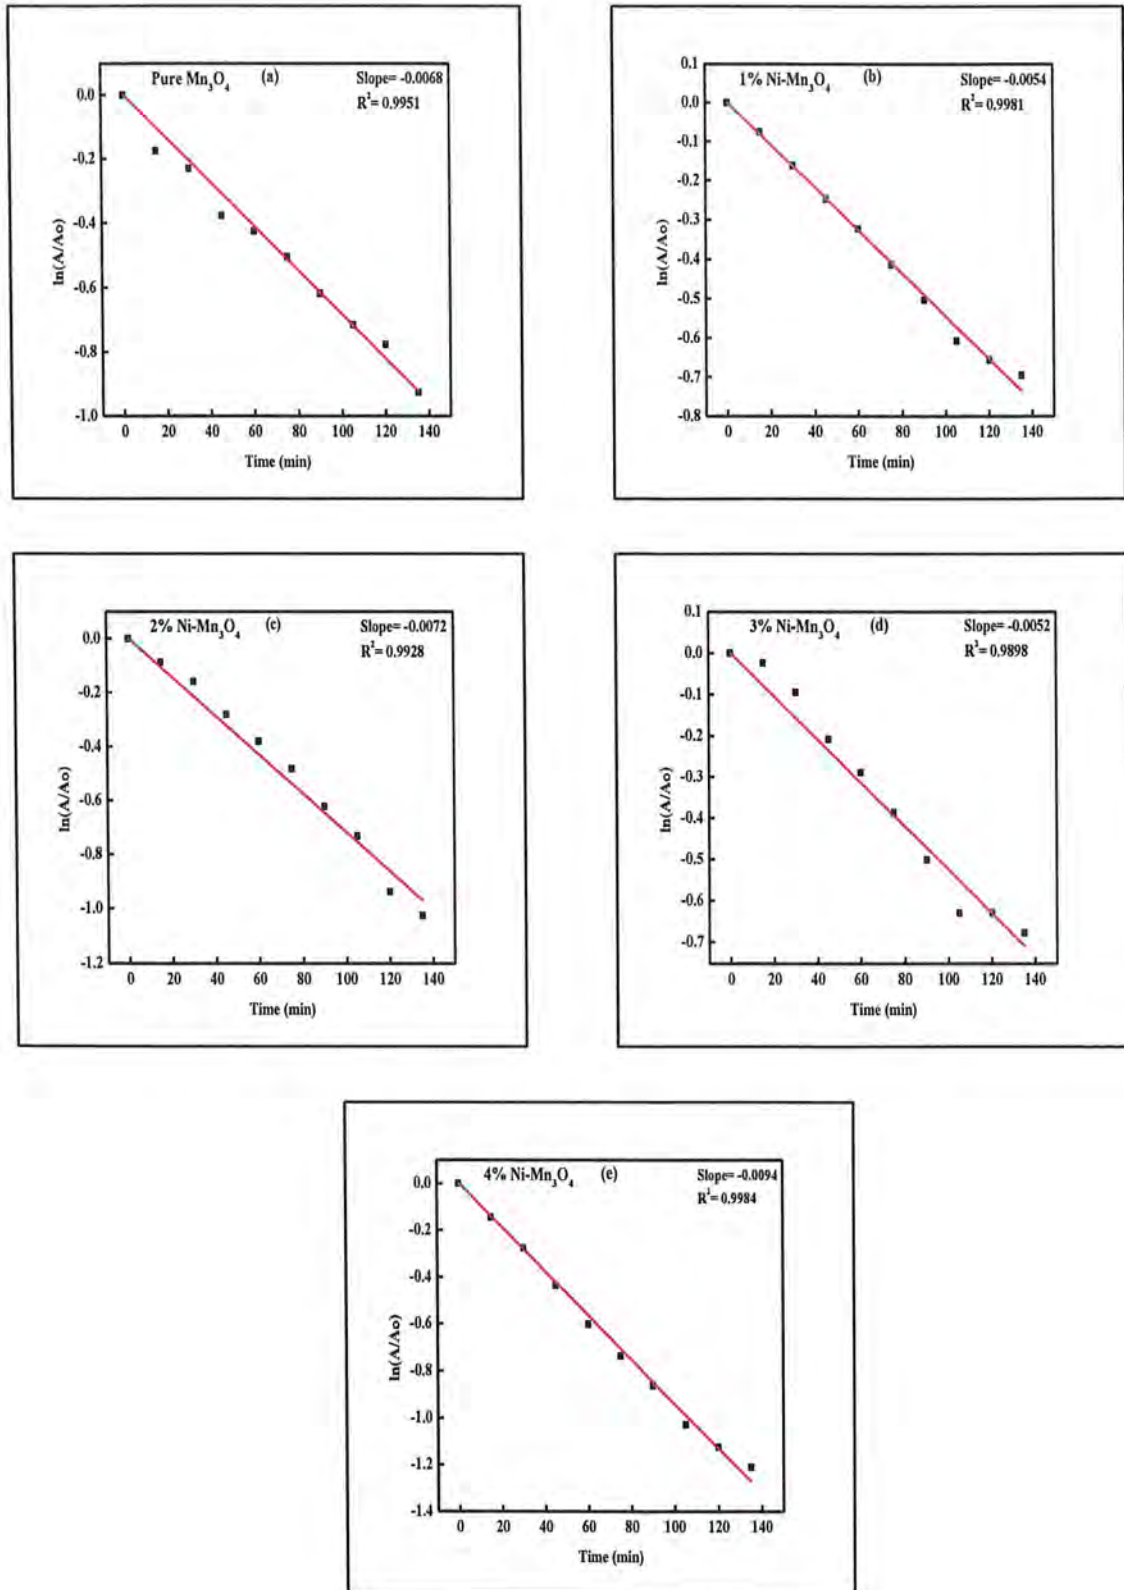 Pure Mn3O4 (a) Slope= -0.0068
R²= 0.9951
0.0
-0.2
-0.4
-0.6
-0.8
-1.0
ln(A/Ao)
0 20 40 60 80 100 120 140
Time (min)
1% Ni-Mn3O4 (b) Slope= -0.0054
R²= 0.9981
0.1
0.0
-0.1
-0.2
-0.3
-0.4
-0.5
-0.6
-0.7
-0.8
ln(A/Ao)
0 20 40 60 80 100 120 140
Time (min)
2% Ni-Mn3O4 (c) Slope= -0.0072
R²= 0.9928
0.0
-0.2
-0.4
-0.6
-0.8
-1.0
-1.2
ln(A/Ao)
0 20 40 60 80 100 120 140
Time (min)
3% Ni-Mn3O4 (d) Slope= -0.0052
R²= 0.9898
0.1
0.0
-0.1
-0.2
-0.3
-0.4
-0.5
-0.6
-0.7
ln(A/Ao)
0 20 40 60 80 100 120 140
Time (min)
4% Ni-Mn3O4 (e) Slope= -0.0094
R²= 0.9984
0.0
-0.2
-0.4
-0.6
-0.8
-1.0
-1.2
-1.4
ln(A/Ao)
0 20 40 60 80 100 120 140
Time (min)